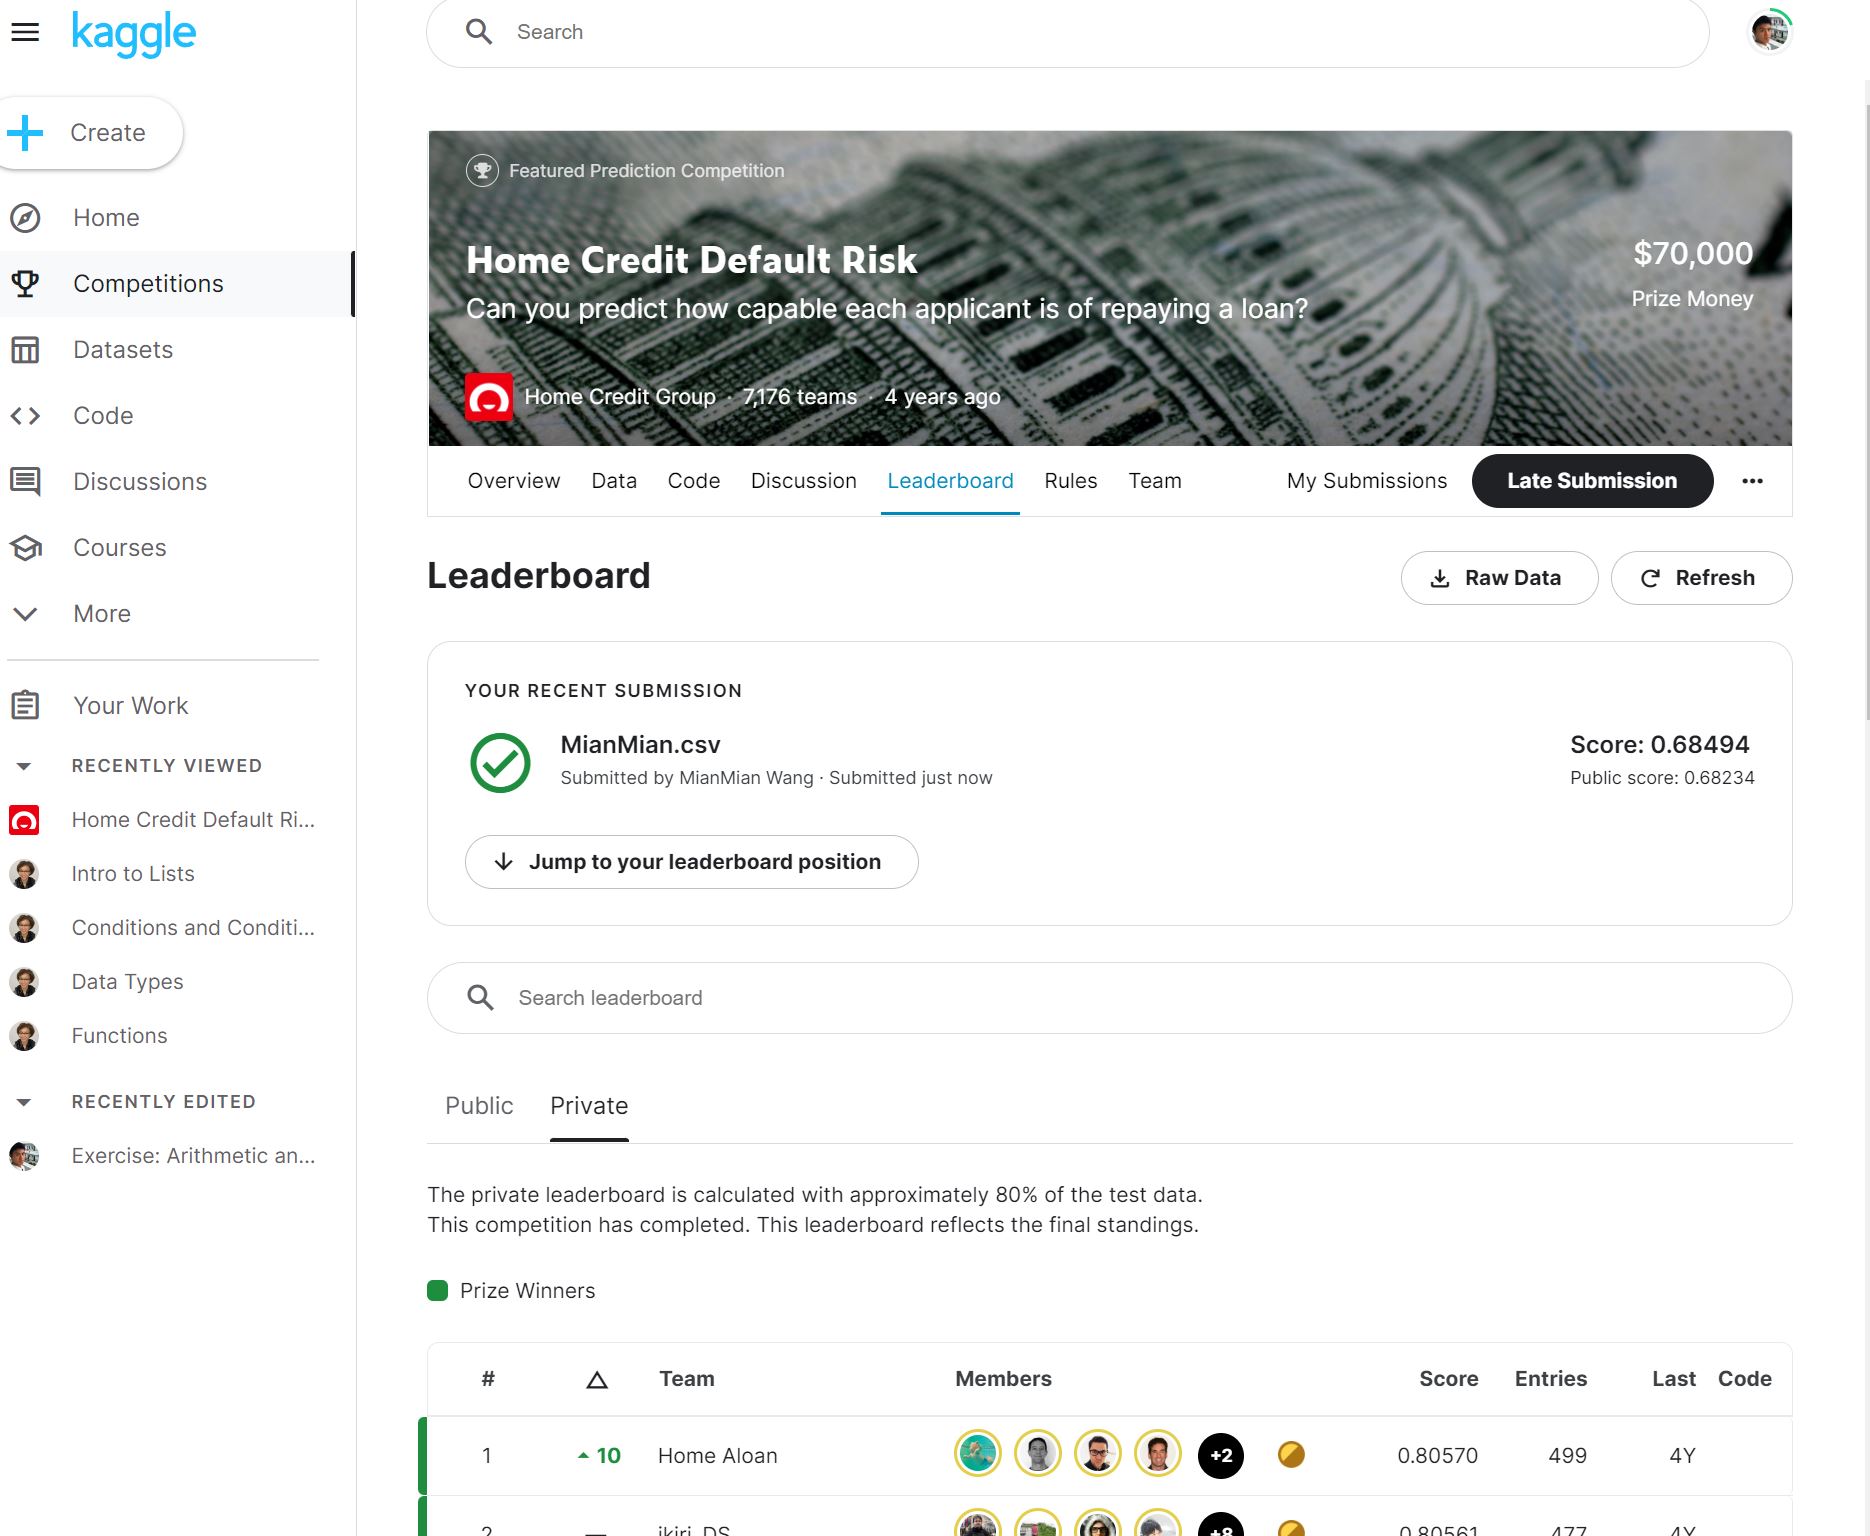 kaggle
Search
Create
Home
Competitions
Datasets
Code
Discussions
Courses
More
Your Work
RECENTLY VIEWED
Home Credit Default Ri...
Intro to Lists
Conditions and Conditi...
Data Types
Functions
RECENTLY EDITED
Exercise: Arithmetic an...
Featured Prediction Competition
Home Credit Default Risk
Can you predict how capable each applicant is of repaying a loan?
$70,000
Prize Money
Home Credit Group · 7,176 teams · 4 years ago
Overview Data Code Discussion Leaderboard Rules Team My Submissions Late Submission ...
Leaderboard
Raw Data Refresh
YOUR RECENT SUBMISSION
MianMian.csv Score: 0.68494
Submitted by MianMian Wang · Submitted just now Public score: 0.68234
Jump to your leaderboard position
Search leaderboard
Public Private
The private leaderboard is calculated with approximately 80% of the test data.
This competition has completed. This leaderboard reflects the final standings.
Prize Winners
# △ Team Members Score Entries Last Code
1 10 Home Aloan +2 0.80570 499 4Y
2 — ikiri_DS +8 0.80561 477 4Y